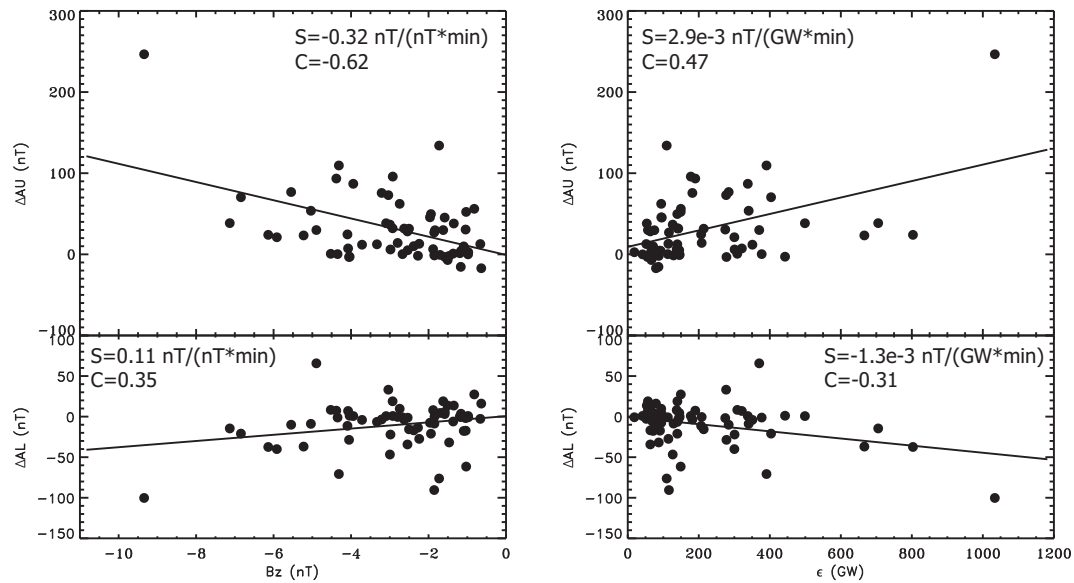 300
200
100
0
-100
ΔAU (nT)
S=-0.32 nT/(nT*min)
C=-0.62
300
200
100
0
-100
ΔAU (nT)
S=2.9e-3 nT/(GW*min)
C=0.47
100
50
0
-50
-100
-150
ΔAL (nT)
S=0.11 nT/(nT*min)
C=0.35
-10 -8 -6 -4 -2 0
Bz (nT)
100
50
0
-50
-100
-150
ΔAL (nT)
S=-1.3e-3 nT/(GW*min)
C=-0.31
0 200 400 600 800 1000 1200
ϵ (GW)